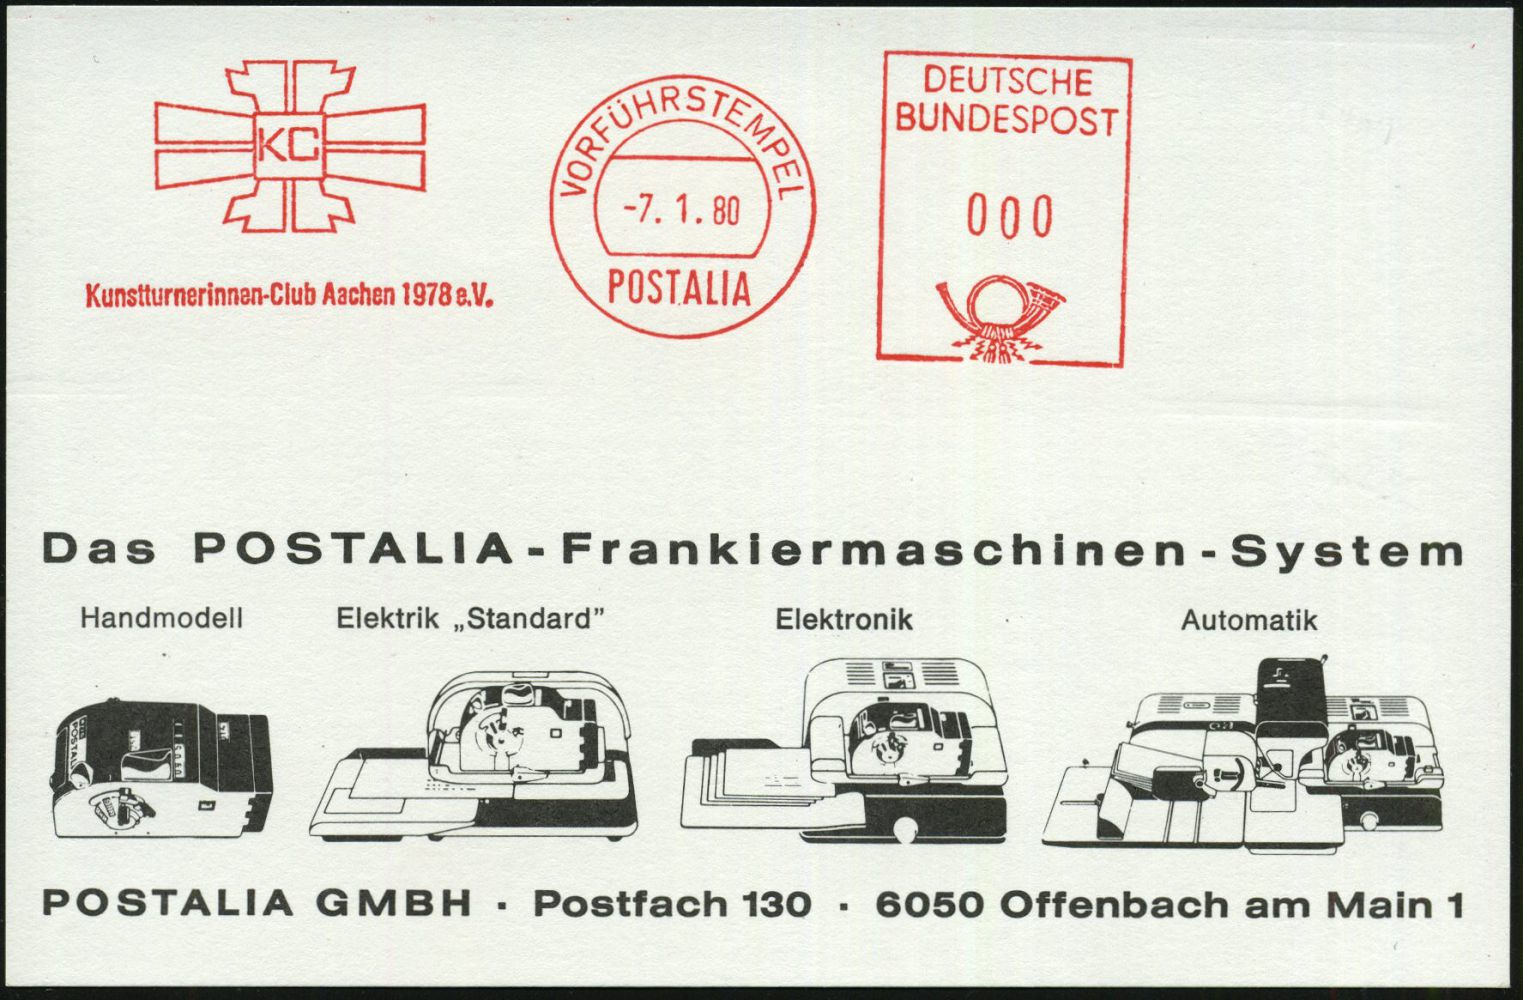 KC
Kunstturnerinnen-Club Aachen 1978 e.V.
VORFÜHRSTEMPEL
-7. 1. 80
POSTALIA
DEUTSCHE
BUNDESPOST
000
Das POSTALIA-Frankiermaschinen-System
Handmodell
Elektrik „Standard”
Elektronik
Automatik
POSTALIA
POSTALIA GMBH · Postfach 130 · 6050 Offenbach am Main 1